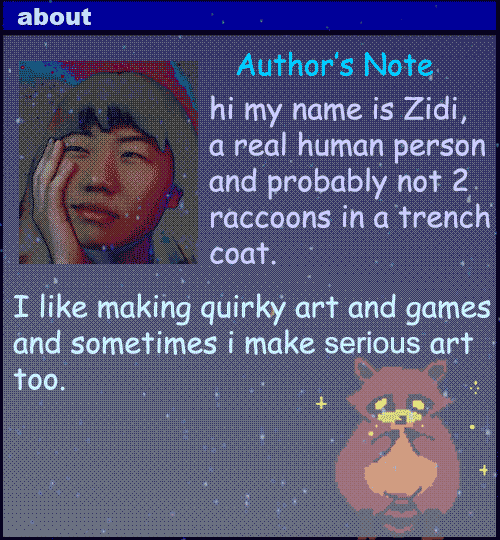 about
Author's Note
hi my name is Zidi,
a real human person
and probably not 2
raccoons in a trench
coat.
I like making quirky art and games
and sometimes i make serious art
too.